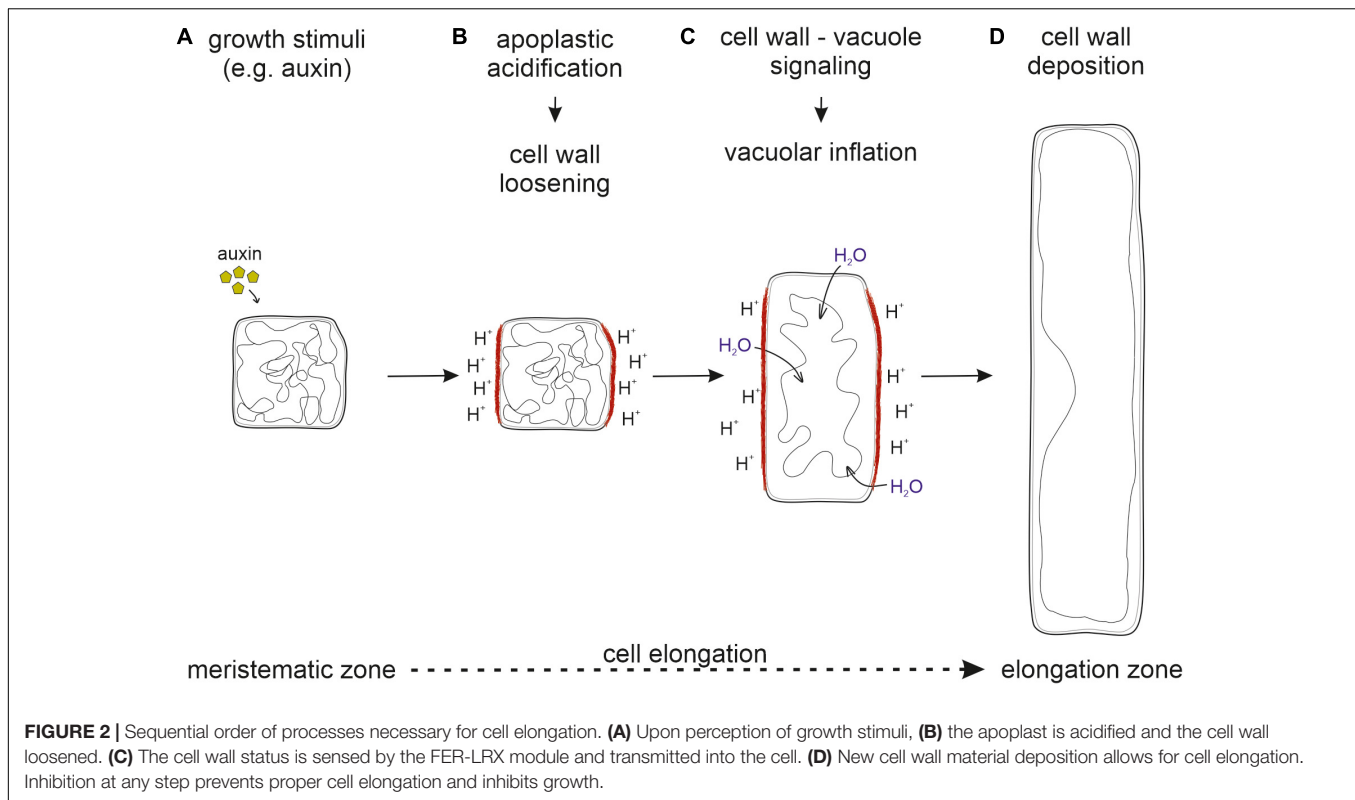 A growth stimuli
(e.g. auxin)
B apoplastic
acidification
cell wall
loosening
C cell wall - vacuole
signaling
vacuolar inflation
D cell wall
deposition
auxin
H⁺
H⁺
H⁺
H⁺
H⁺
H⁺
H⁺
H⁺
H₂O
H₂O
H₂O
H⁺
H⁺
H⁺
H⁺
H⁺
H⁺
H⁺
H⁺
meristematic zone
cell elongation
elongation zone
FIGURE 2 | Sequential order of processes necessary for cell elongation. (A) Upon perception of growth stimuli, (B) the apoplast is acidified and the cell wall
loosened. (C) The cell wall status is sensed by the FER-LRX module and transmitted into the cell. (D) New cell wall material deposition allows for cell elongation.
Inhibition at any step prevents proper cell elongation and inhibits growth.